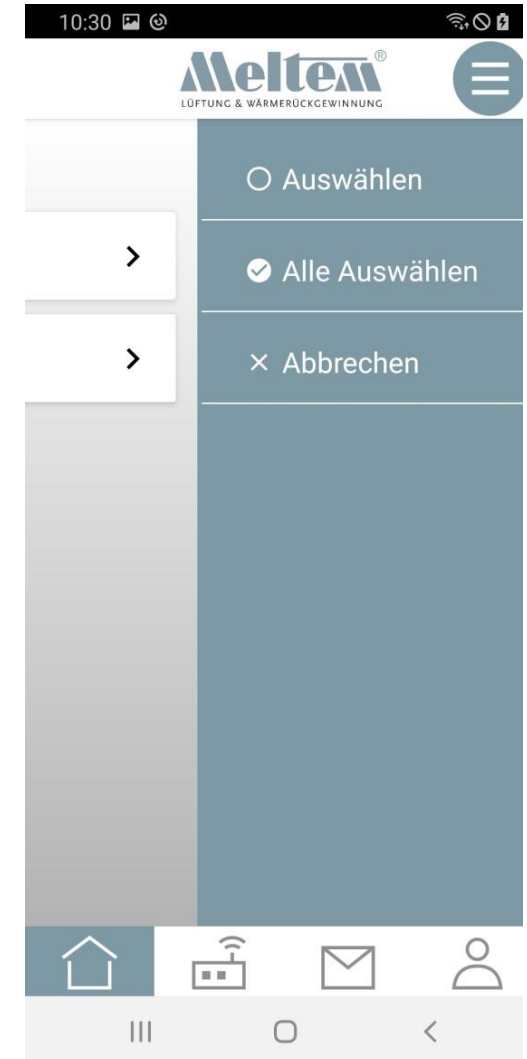 10:30
Meltem®
LÜFTUNG & WÄRMERÜCKGEWINNUNG
Auswählen
Alle Auswählen
Abbrechen